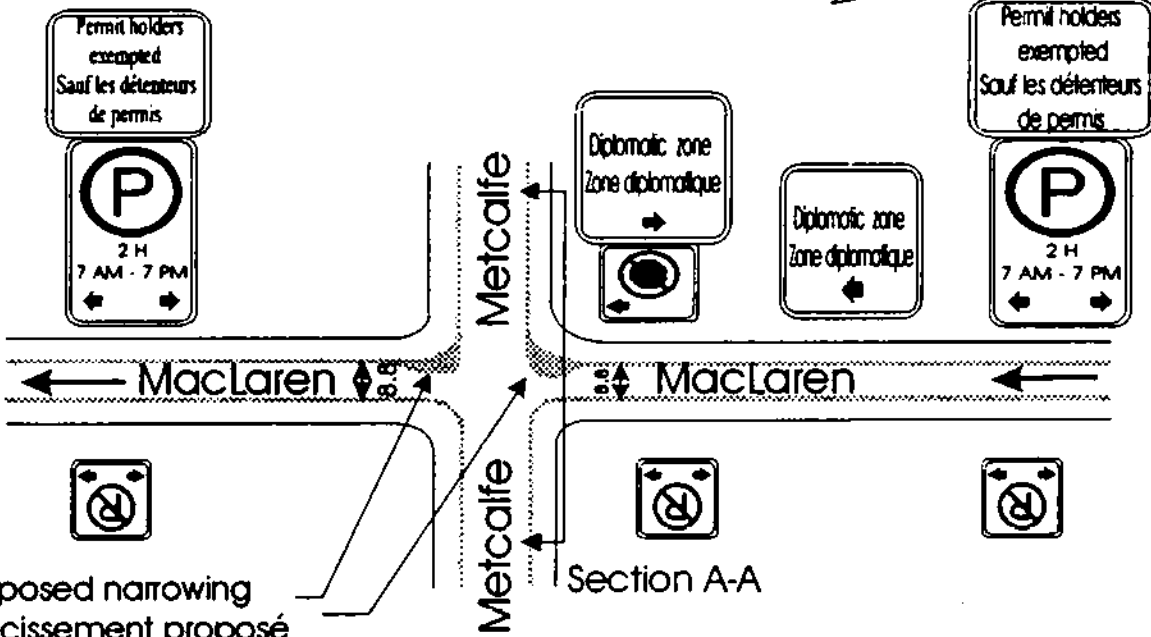 Permit holders
exempted
Sauf les détenteurs
de permis
P
2 H
7 AM - 7 PM
Diplomatic zone
Zone diplomatique
Diplomatic zone
Zone diplomatique
Permit holders
exempted
Sauf les détenteurs
de permis
P
2 H
7 AM - 7 PM
Metcalfe
MacLaren
8.8
8.8
MacLaren
Metcalfe
Section A-A
posed narrowing
cissement proposé